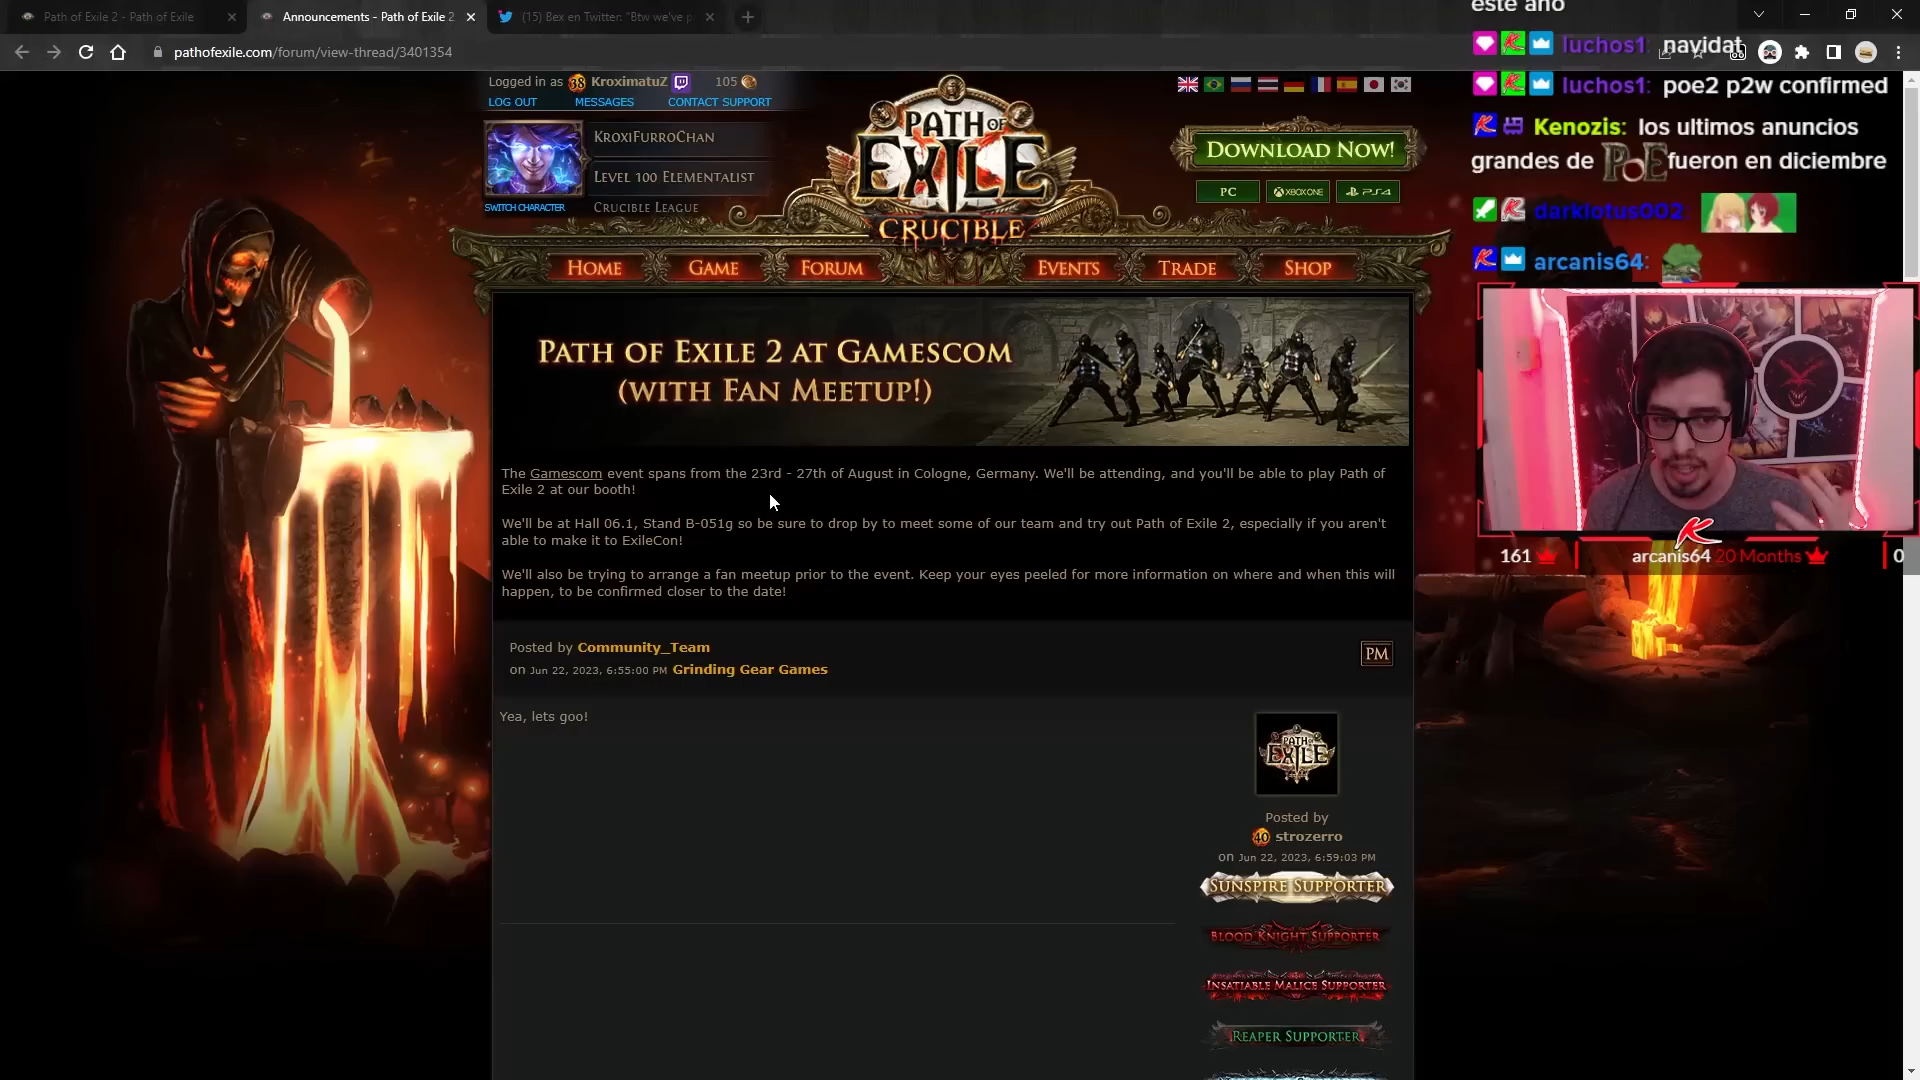 Path of Exile 2 - Path of Exile
Announcements - Path of Exile 2
(15) Bex en Twitter: "Btw we've p
pathofexile.com/forum/view-thread/3401354
este año
luchos1: navidat
luchos1: poe2 p2w confirmed
Kenozis: los ultimos anuncios
grandes de PoE fueron en diciembre
darklotus002:
arcanis64:
161
arcanis64 20 Months
0
Logged in as 38 KroximatuZ 105
LOG OUT MESSAGES CONTACT SUPPORT
KroxiFurroChan
Level 100 Elementalist
SWITCH CHARACTER Crucible League
PATH OF
EXILE
CRUCIBLE
Download Now!
PC XBOX ONE PS4
Home Game Forum Events Trade Shop
Path of Exile 2 at Gamescom
(with Fan Meetup!)
The Gamescom event spans from the 23rd - 27th of August in Cologne, Germany. We'll be attending, and you'll be able to play Path of
Exile 2 at our booth!
We'll be at Hall 06.1, Stand B-051g so be sure to drop by to meet some of our team and try out Path of Exile 2, especially if you aren't
able to make it to ExileCon!
We'll also be trying to arrange a fan meetup prior to the event. Keep your eyes peeled for more information on where and when this will
happen, to be confirmed closer to the date!
Posted by Community_Team
PM
on Jun 22, 2023, 6:55:00 PM Grinding Gear Games
Yea, lets goo!
PATH OF
EXILE
Posted by
40 strozerro
on Jun 22, 2023, 6:59:03 PM
Sunspire Supporter
Blood Knight Supporter
Insatiable Malice Supporter
Reaper Supporter